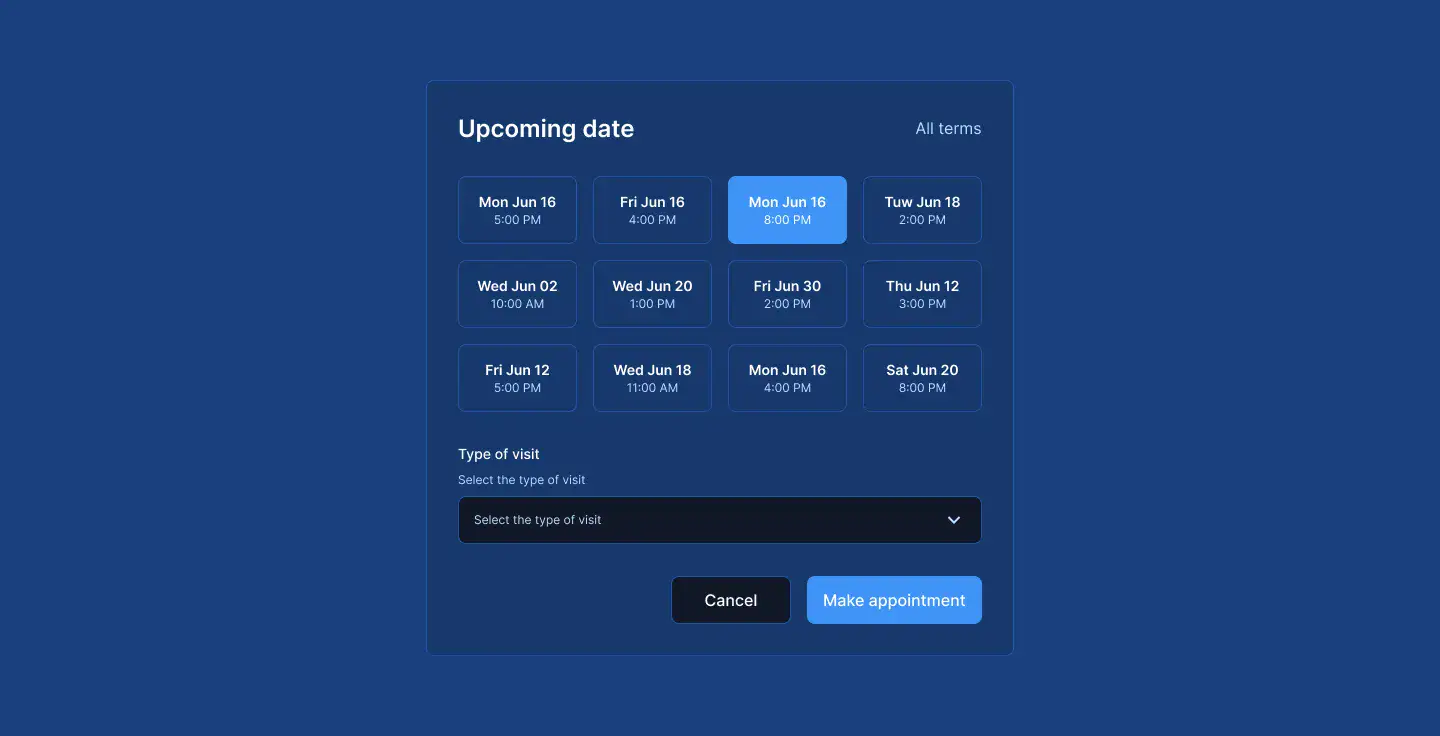 Upcoming date
All terms
Mon Jun 16
5:00 PM
Fri Jun 16
4:00 PM
Mon Jun 16
8:00 PM
Tuw Jun 18
2:00 PM
Wed Jun 02
10:00 AM
Wed Jun 20
1:00 PM
Fri Jun 30
2:00 PM
Thu Jun 12
3:00 PM
Fri Jun 12
5:00 PM
Wed Jun 18
11:00 AM
Mon Jun 16
4:00 PM
Sat Jun 20
8:00 PM
Type of visit
Select the type of visit
Select the type of visit
Cancel
Make appointment